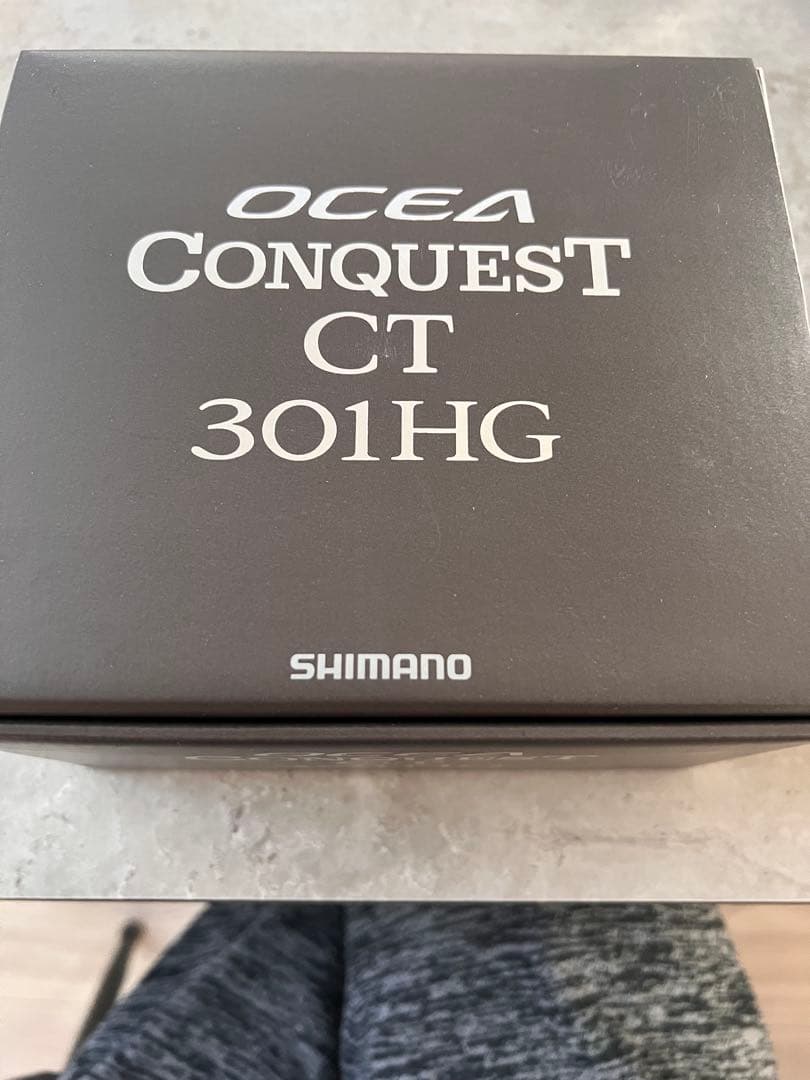 OCEA
CONQUEST
CT
301HG
SHIMANO